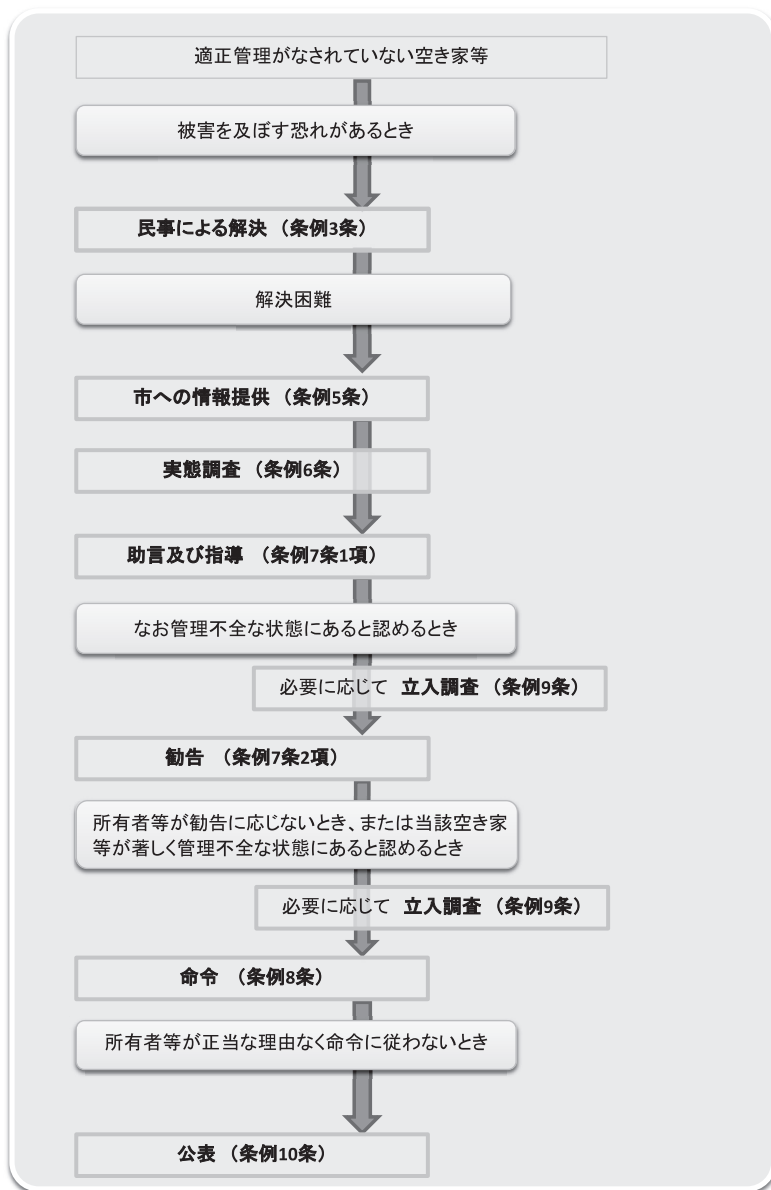 適正管理がなされていない空き家等
被害を及ぼす恐れがあるとき
民事による解決 （条例3条）
解決困難
市への情報提供 （条例5条）
実態調査 （条例6条）
助言及び指導 （条例7条1項）
なお管理不全な状態にあると認めるとき
必要に応じて 立入調査 （条例9条）
勧告 （条例7条2項）
所有者等が勧告に応じないとき、または当該空き家
等が著しく管理不全な状態にあると認めるとき
必要に応じて 立入調査 （条例9条）
命令 （条例8条）
所有者等が正当な理由なく命令に従わないとき
公表 （条例10条）